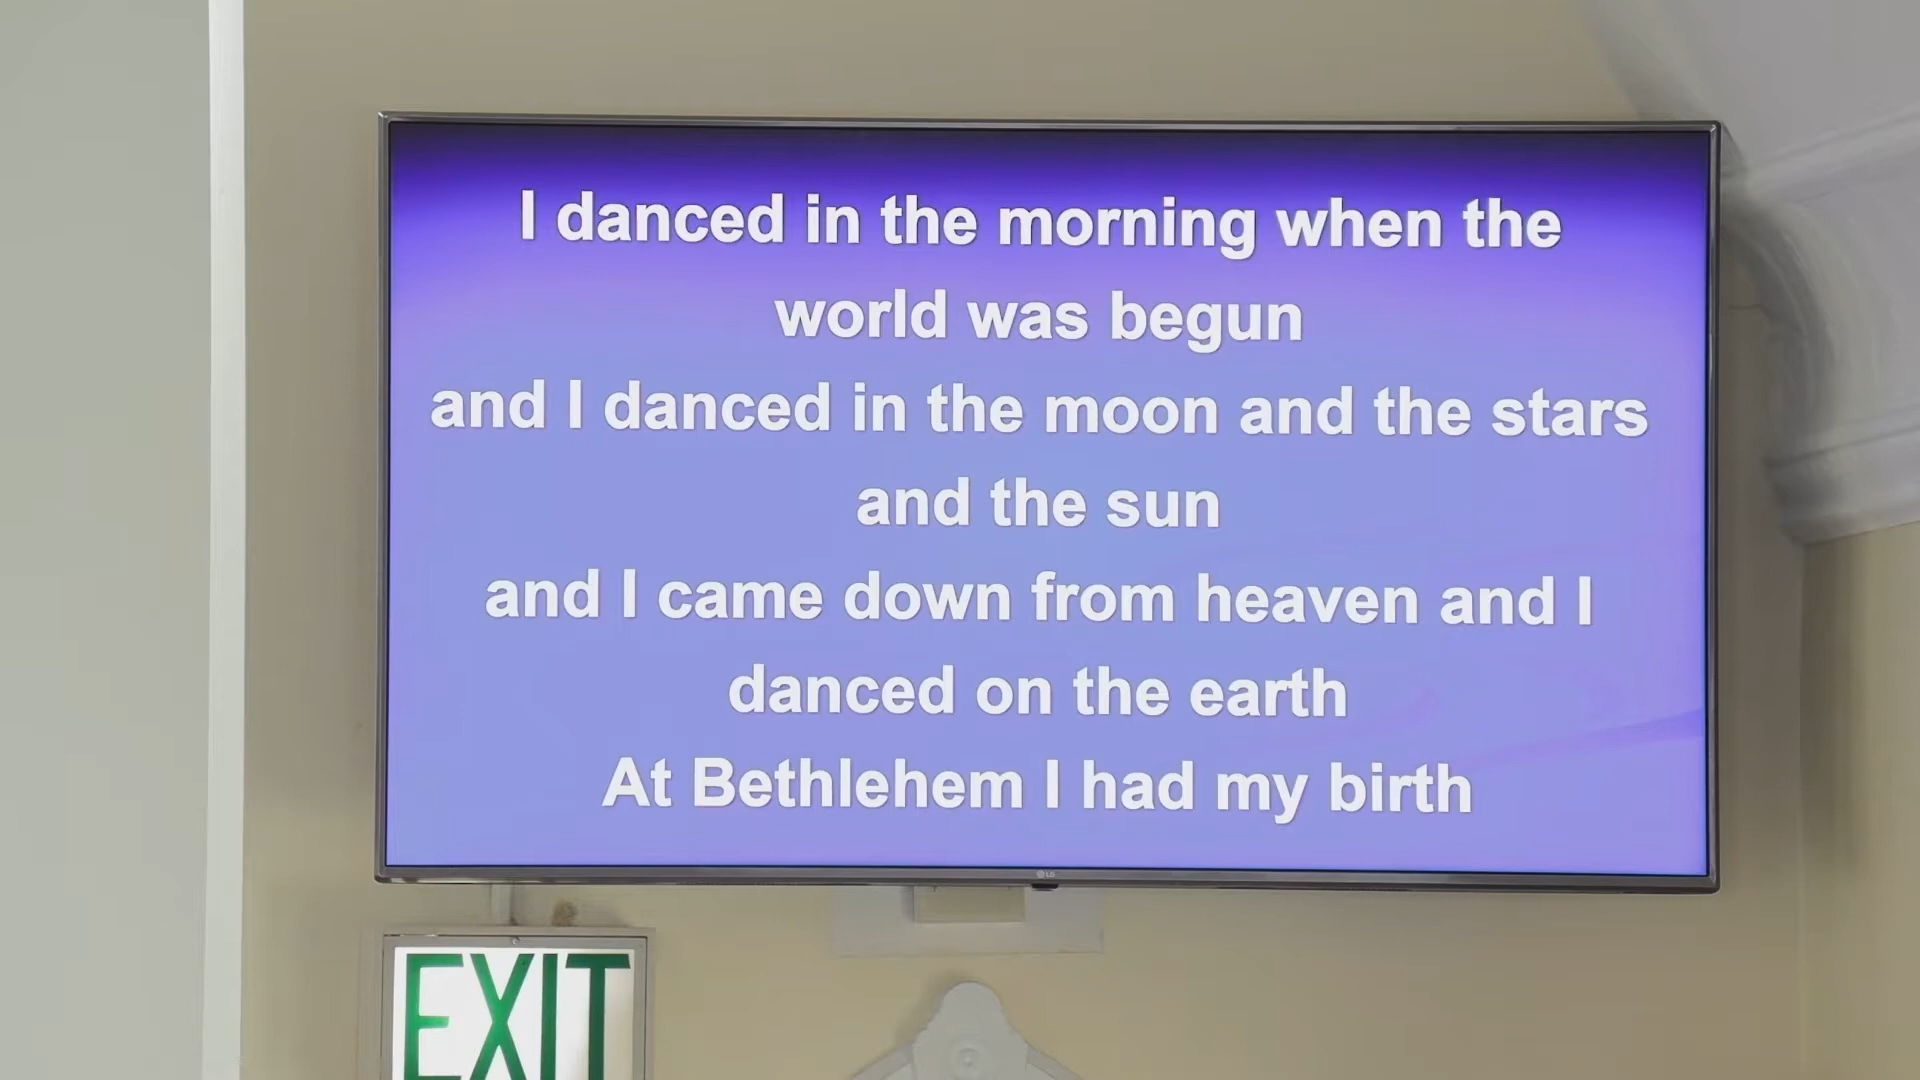 I danced in the morning when the
world was begun
and I danced in the moon and the stars
and the sun
and I came down from heaven and I
danced on the earth
At Bethlehem I had my birth
LG
EXIT